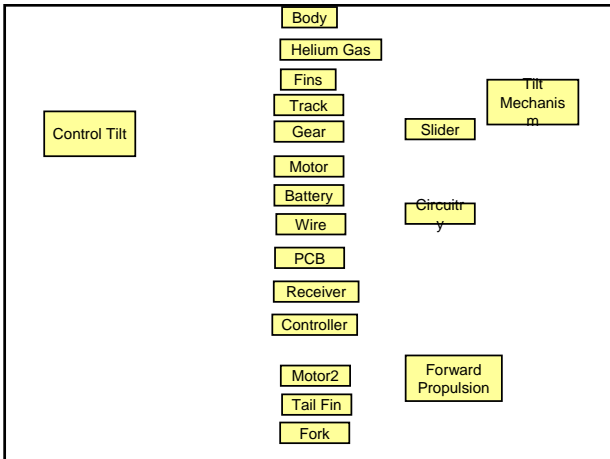 Body
Helium Gas
Fins
Track
Gear
Motor
Battery
Wire
PCB
Receiver
Controller
Motor2
Tail Fin
Fork
Control Tilt
Slider
Circuitr
y
Tilt
Mechanis
m
Forward
Propulsion